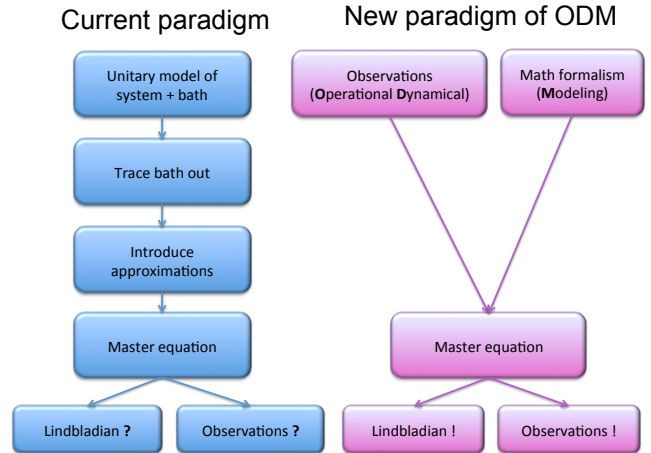 Current paradigm
Unitary model of
system + bath
Trace bath out
Introduce
approximations
Master equation
Lindbladian ?
Observations ?
New paradigm of ODM
Observations
(Operational Dynamical)
Math formalism
(Modeling)
Master equation
Lindbladian !
Observations !